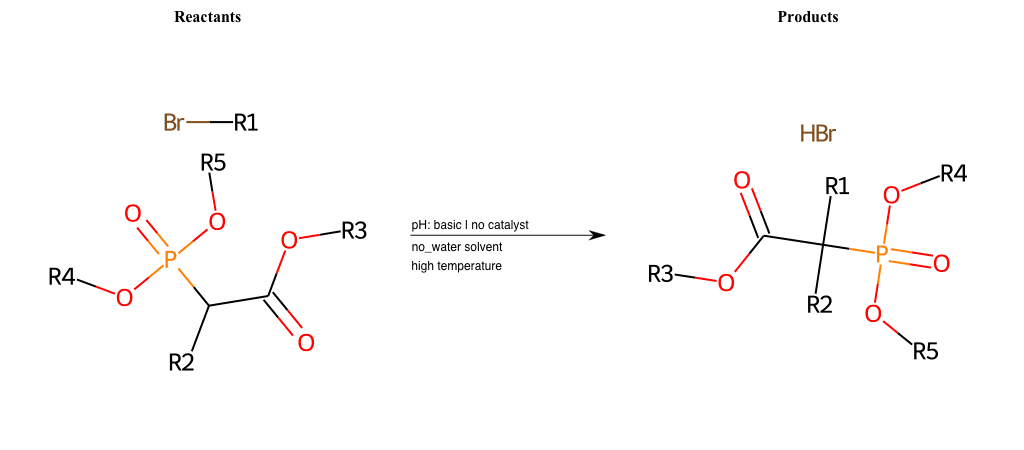 Reactants
Products
Br R1
R5
O O
P
R4 O
O R3
O
R2
pH: basic I no catalyst
no_water solvent
high temperature
HBr
O R1 O R4
P O
R3 O
R2 O
R5